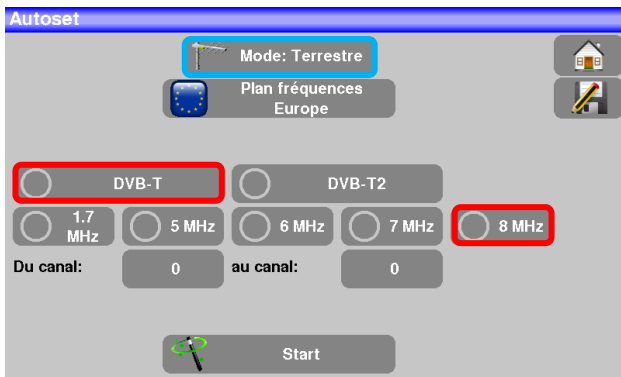 Autoset
Mode: Terrestre
Plan fréquences
Europe
DVB-T
DVB-T2
1.7
MHz
5 MHz
6 MHz
7 MHz
8 MHz
Du canal:
0
au canal:
0
Start